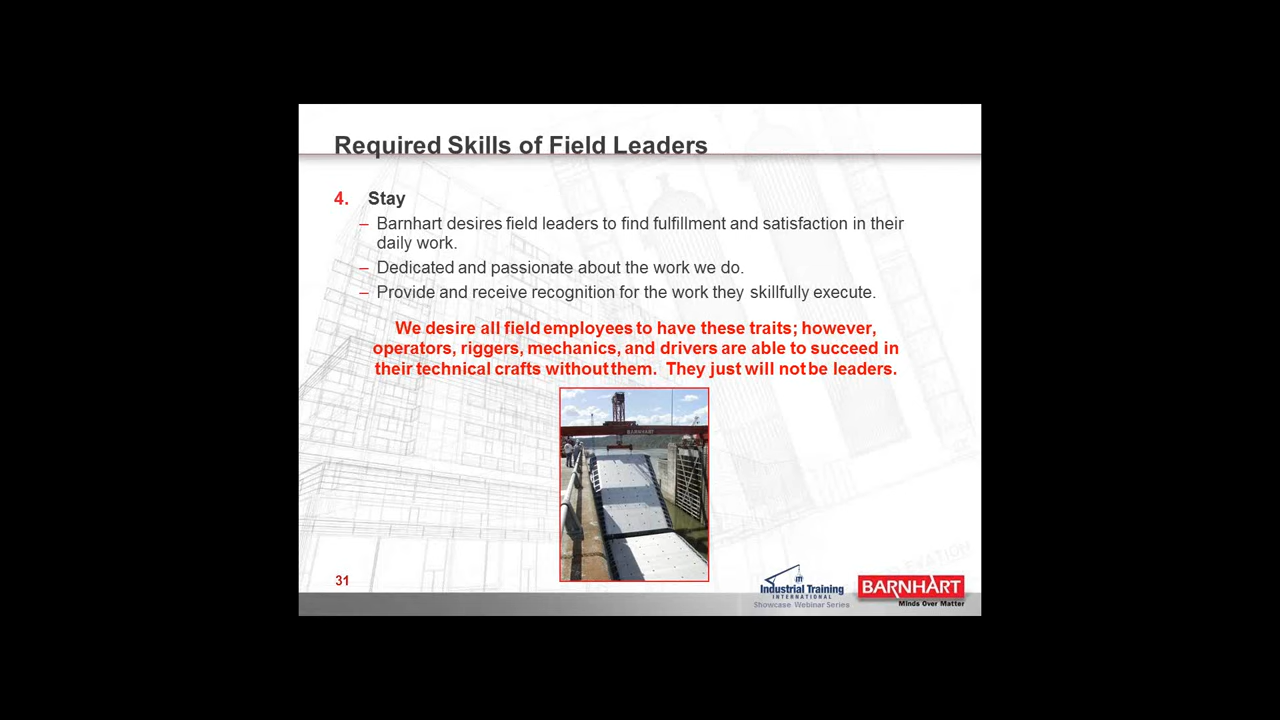 Required Skills of Field Leaders
4. Stay
– Barnhart desires field leaders to find fulfillment and satisfaction in their
daily work.
– Dedicated and passionate about the work we do.
– Provide and receive recognition for the work they skillfully execute.
We desire all field employees to have these traits; however,
operators, riggers, mechanics, and drivers are able to succeed in
their technical crafts without them. They just will not be leaders.
BARNHART
31
iti
Industrial Training
INTERNATIONAL
Showcase Webinar Series
BARNHART
Minds Over Matter